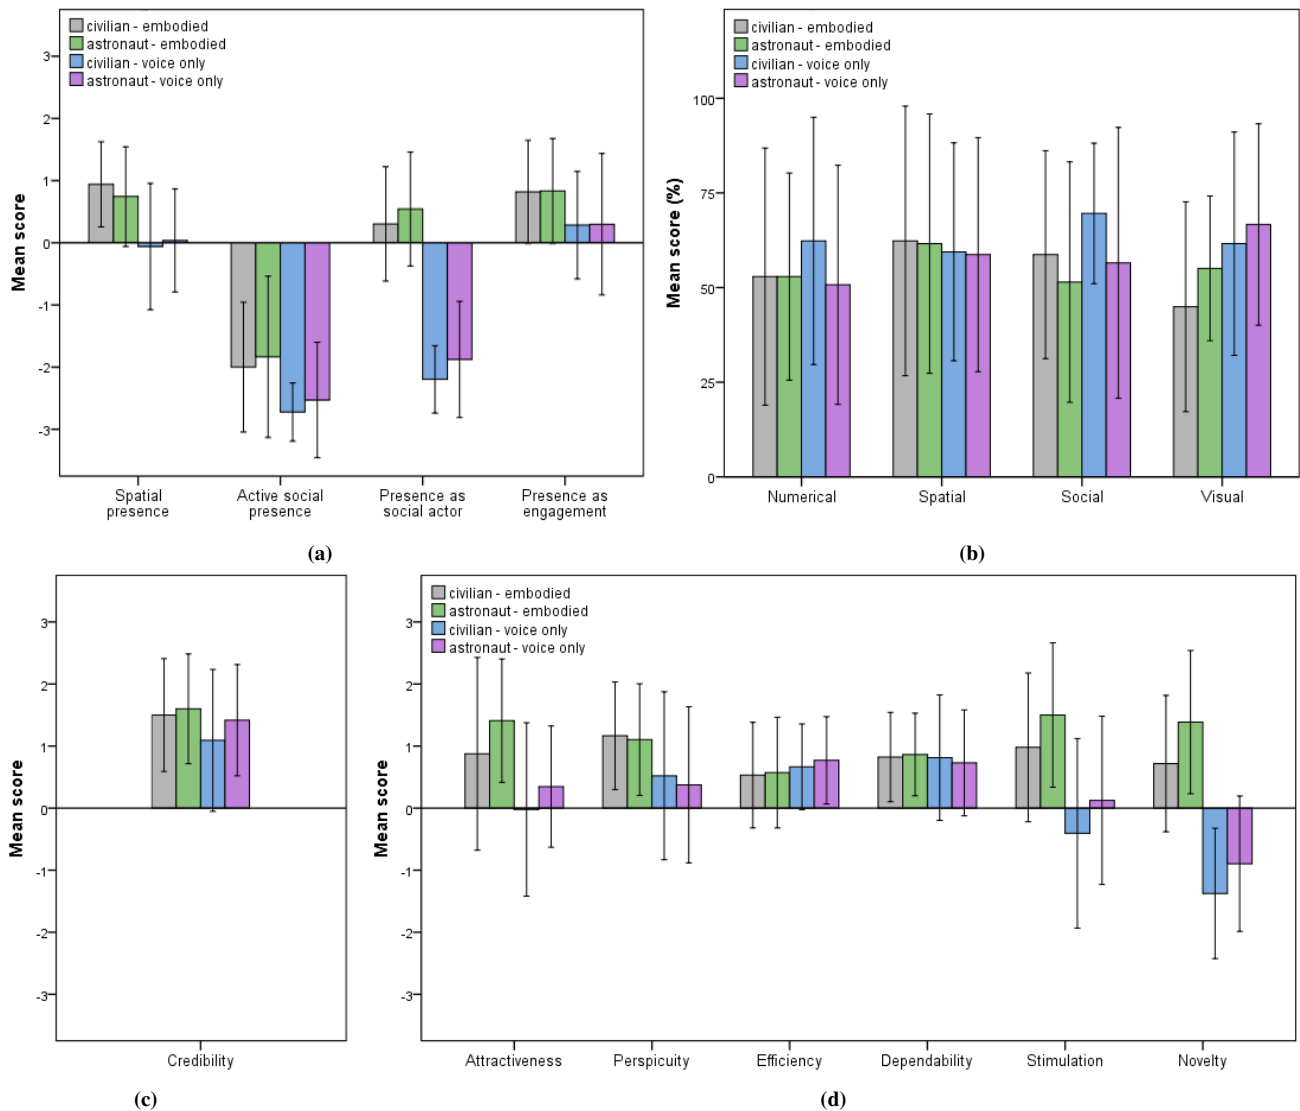 civilian - embodied
astronaut - embodied
civilian - voice only
astronaut - voice only
3
2
1
0
-1
-2
-3
Mean score
Spatial presence
Active social presence
Presence as social actor
Presence as engagement
(a)
civilian - embodied
astronaut - embodied
civilian - voice only
astronaut - voice only
100
75
50
25
0
Mean score (%)
Numerical
Spatial
Social
Visual
(b)
3
2
1
0
-1
-2
-3
Mean score
Credibility
(c)
civilian - embodied
astronaut - embodied
civilian - voice only
astronaut - voice only
3
2
1
0
-1
-2
-3
Mean score
Attractiveness
Perspicuity
Efficiency
Dependability
Stimulation
Novelty
(d)